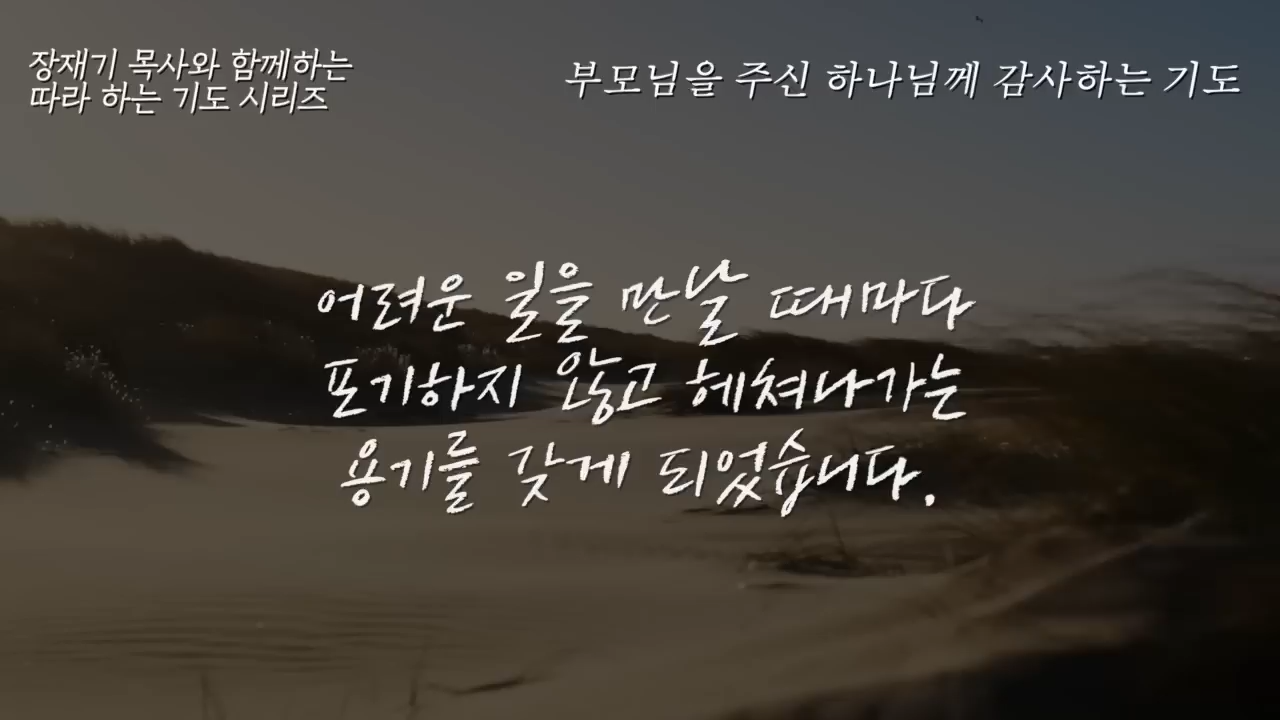 장재기 목사와 함께하는
따라 하는 기도 시리즈
부모님을 주신 하나님께 감사하는 기도
어려운 일을 만날 때마다
포기하지 않고 헤쳐나가는
용기를 갖게 되었습니다.